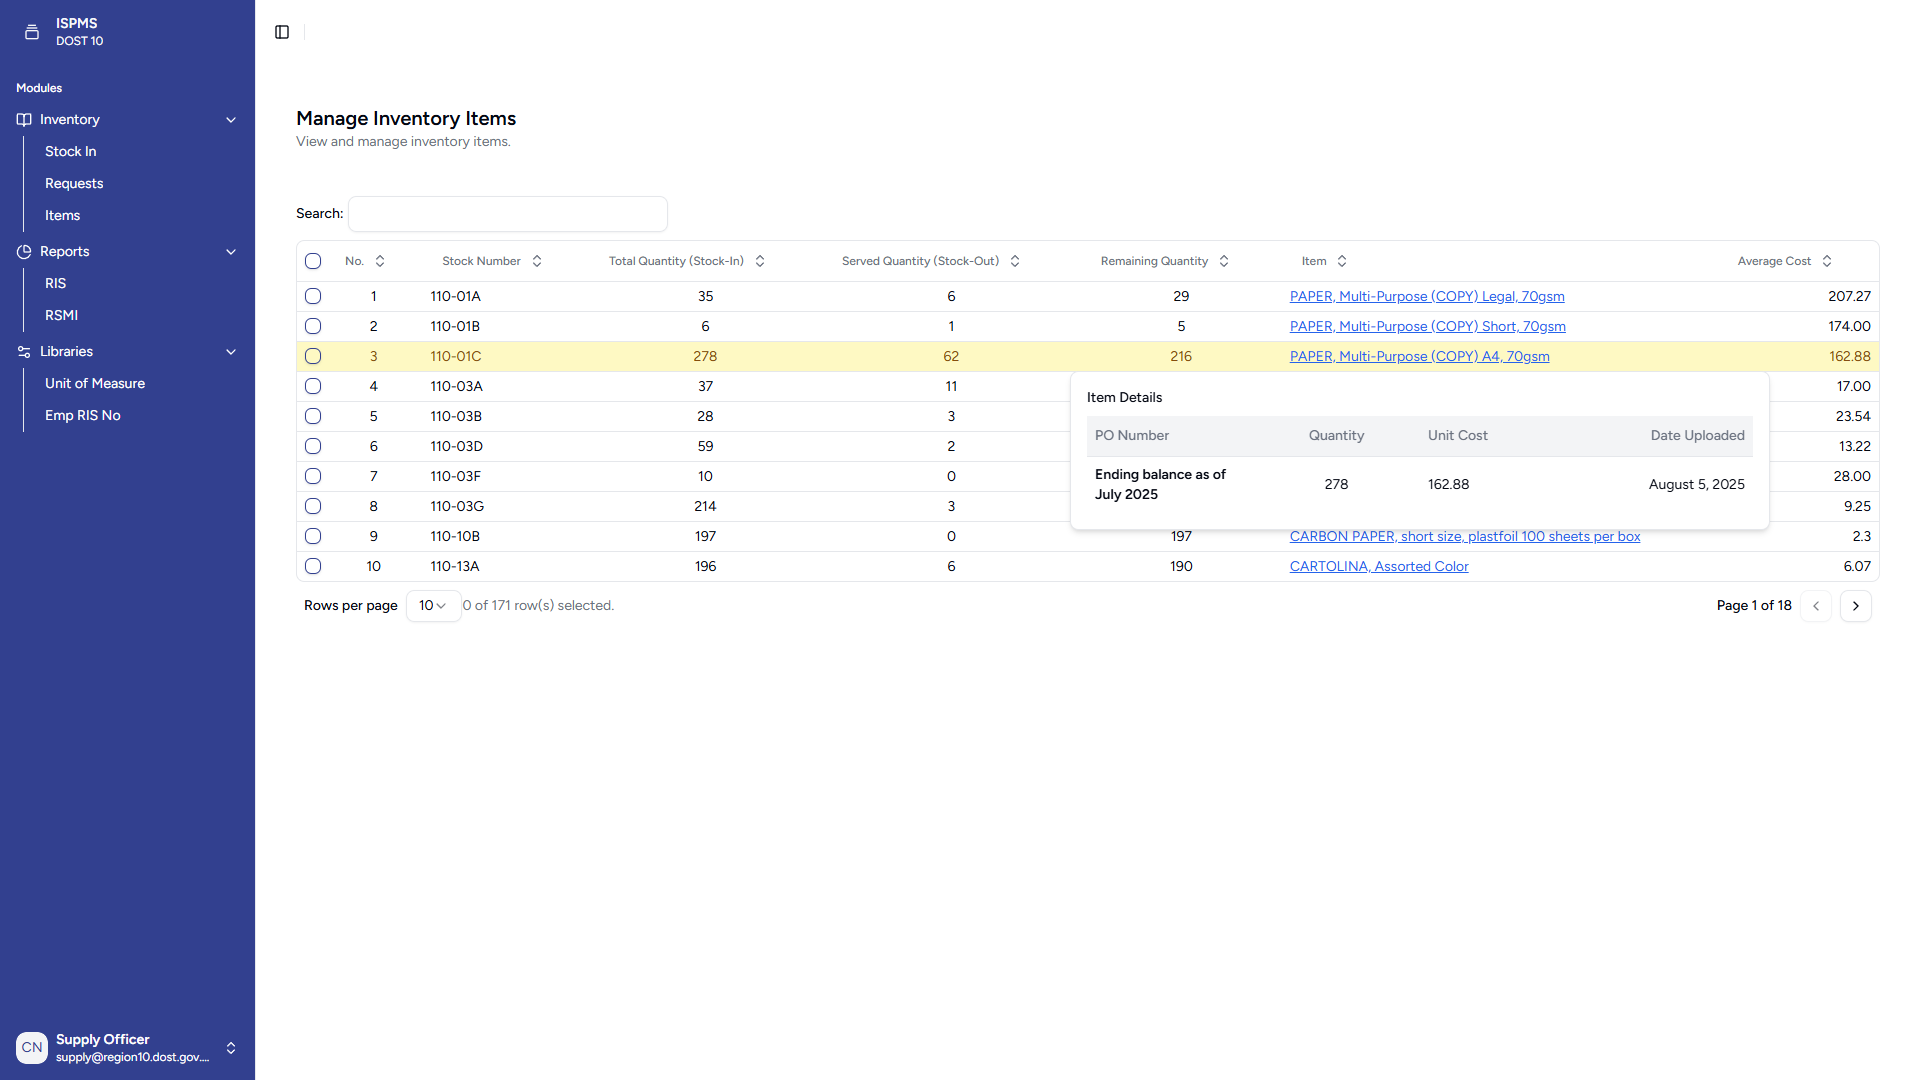 ISPMS
DOST 10
Modules
Inventory
Stock In
Requests
Items
Reports
RIS
RSMI
Libraries
Unit of Measure
Emp RIS No
CN
Supply Officer
supply@region10.dost.gov....
Manage Inventory Items
View and manage inventory items.
Search:
No. Stock Number Total Quantity (Stock-In) Served Quantity (Stock-Out) Remaining Quantity Item Average Cost
1 110-01A 35 6 29 PAPER, Multi-Purpose (COPY) Legal, 70gsm 207.27
2 110-01B 6 1 5 PAPER, Multi-Purpose (COPY) Short, 70gsm 174.00
3 110-01C 278 62 216 PAPER, Multi-Purpose (COPY) A4, 70gsm 162.88
4 110-03A 37 11 17.00
5 110-03B 28 3 23.54
6 110-03D 59 2 13.22
7 110-03F 10 0 28.00
8 110-03G 214 3 9.25
9 110-10B 197 0 197 CARBON PAPER, short size, plastfoil 100 sheets per box 2.3
10 110-13A 196 6 190 CARTOLINA, Assorted Color 6.07
Item Details
PO Number Quantity Unit Cost Date Uploaded
Ending balance as of
July 2025 278 162.88 August 5, 2025
Rows per page 10 0 of 171 row(s) selected.
Page 1 of 18